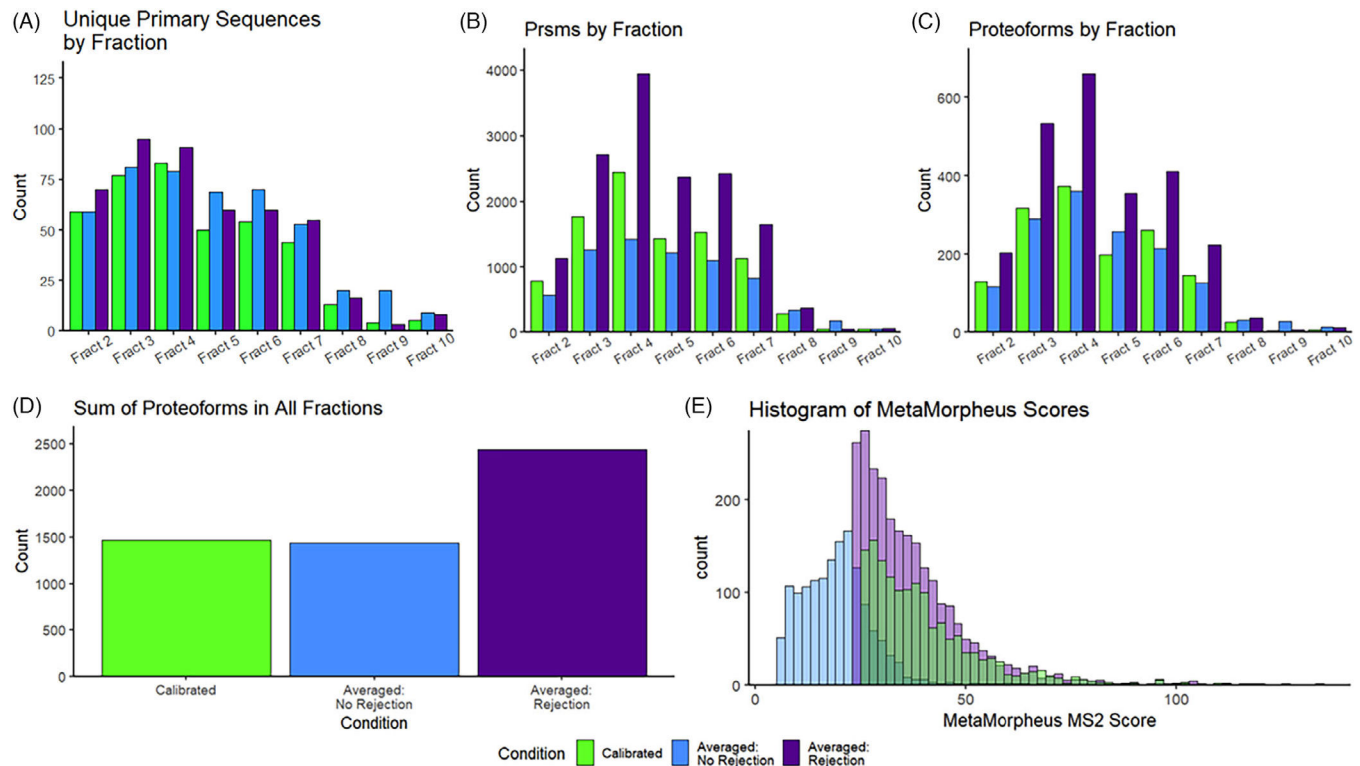 (A)
Unique Primary Sequences
by Fraction
Count
125
100
75
50
25
0
Fract 2
Fract 3
Fract 4
Fract 5
Fract 6
Fract 7
Fract 8
Fract 9
Fract 10
(B)
Prsms by Fraction
Count
4000
3000
2000
1000
0
Fract 2
Fract 3
Fract 4
Fract 5
Fract 6
Fract 7
Fract 8
Fract 9
Fract 10
(C)
Proteoforms by Fraction
Count
600
400
200
0
Fract 2
Fract 3
Fract 4
Fract 5
Fract 6
Fract 7
Fract 8
Fract 9
Fract 10
(D)
Sum of Proteoforms in All Fractions
Count
2500
2000
1500
1000
500
0
Calibrated
Averaged:
No Rejection
Averaged:
Rejection
Condition
(E)
Histogram of MetaMorpheus Scores
count
200
100
0
0
50
100
MetaMorpheus MS2 Score
Condition
Calibrated
Averaged:
No Rejection
Averaged:
Rejection